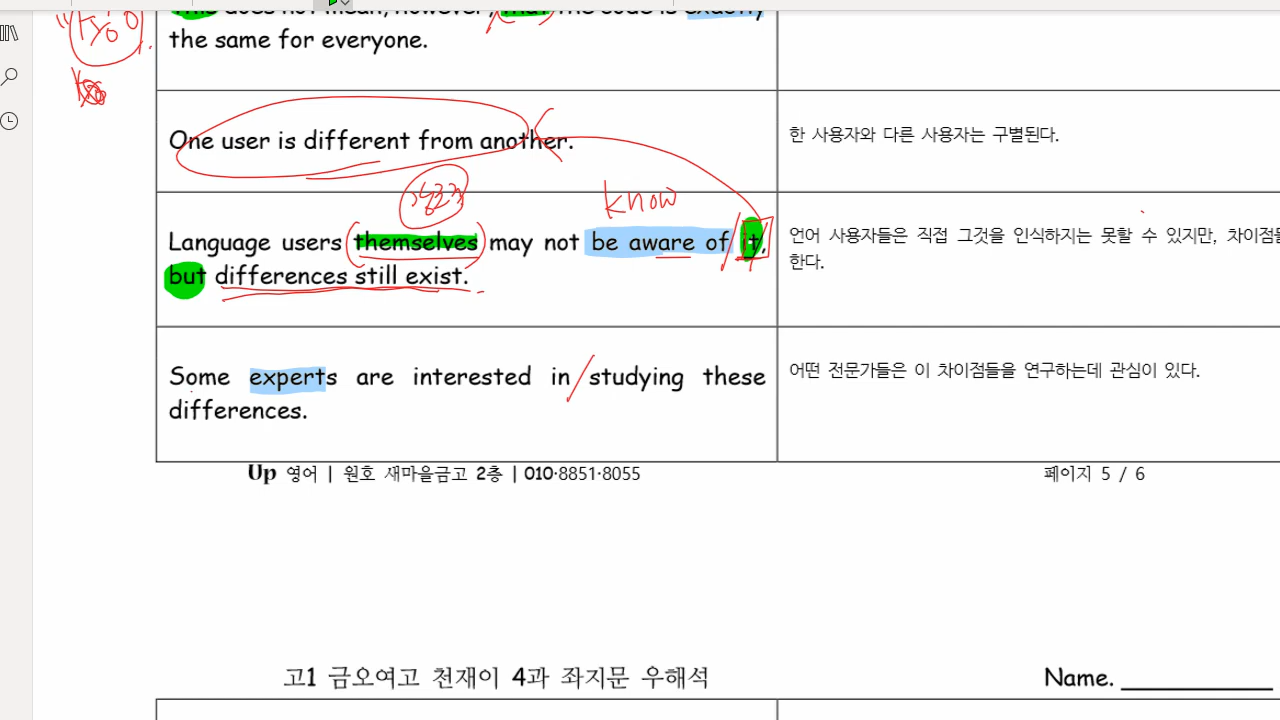 the same for everyone.
One user is different from another.
한 사용자와 다른 사용자는 구별된다.
know
Language users themselves may not be aware of it,
but differences still exist.
언어 사용자들은 직접 그것을 인식하지는 못할 수 있지만, 차이점들
한다.
Some experts are interested in studying these
differences.
어떤 전문가들은 이 차이점들을 연구하는데 관심이 있다.
Up 영어 | 원호 새마을금고 2층 | 010·8851·8055
페이지 5 / 6
고1 금오여고 천재이 4과 좌지문 우해석
Name.